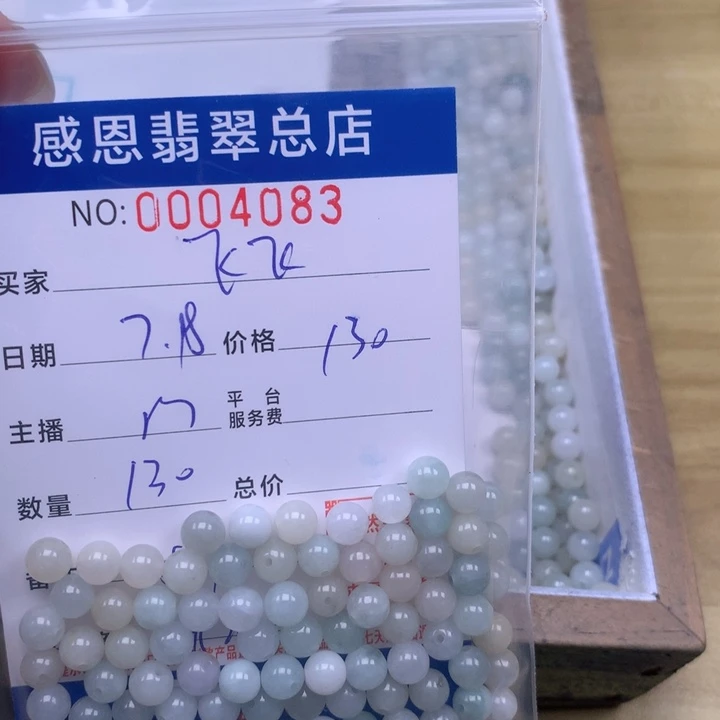 感恩翡翠总店
NO: 0004083
买家 飞飞
日期 7.18 价格 130
主播 平台
服务费
数量 130 总价